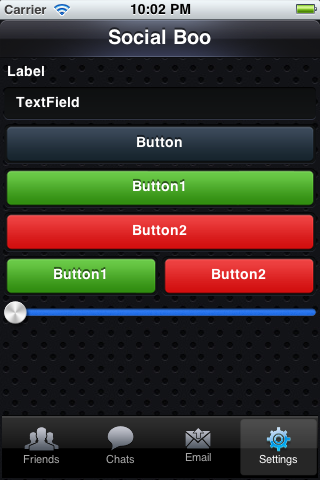 Carrier 10:02 PM
Social Boo
Label
TextField
Button
Button1
Button2
Button1 Button2
Friends Chats Email Settings